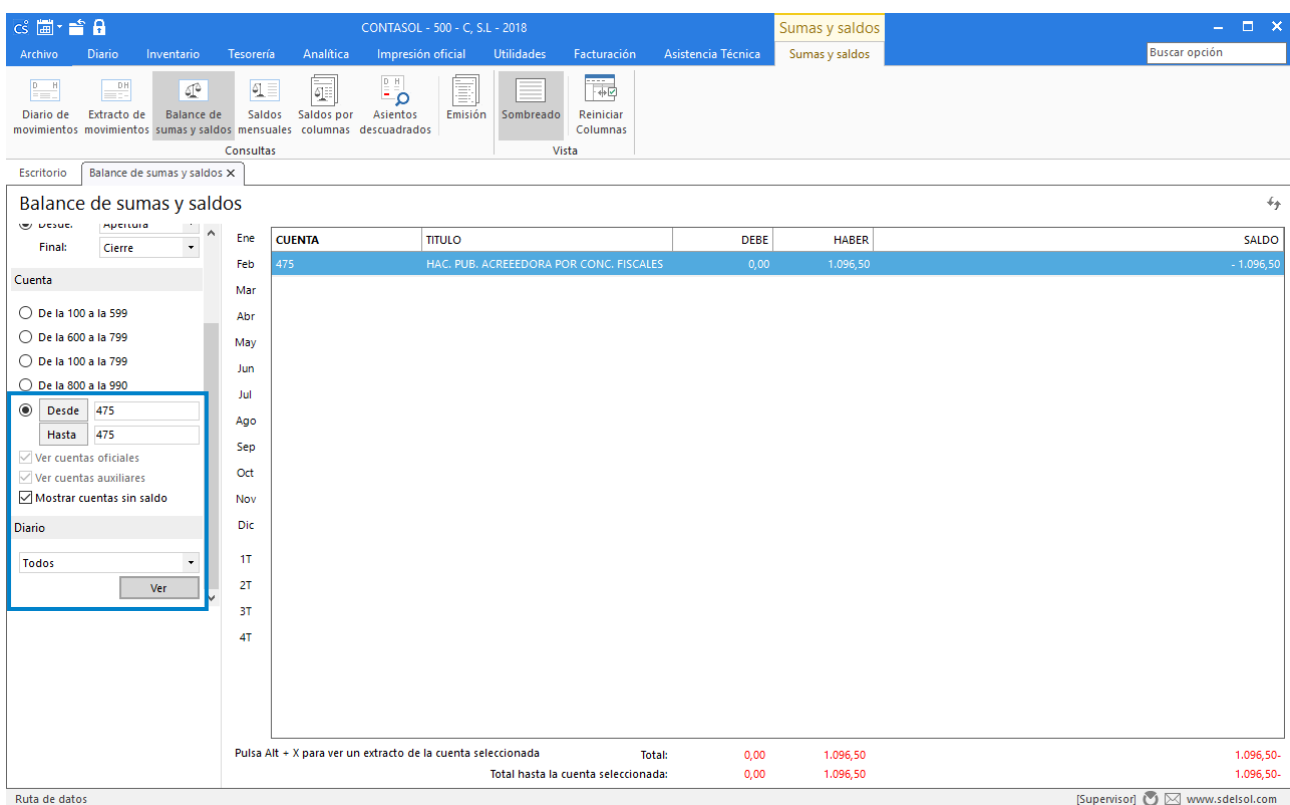 CONTASOL - 500 - C, S.L - 2018
Sumas y saldos
Archivo Diario Inventario Tesorería Analítica Impresión oficial Utilidades Facturación Asistencia Técnica Sumas y saldos
Buscar opción
Diario de movimientos
Extracto de movimientos
Balance de sumas y saldos
Saldos mensuales
Saldos por columnas
Asientos descuadrados
Emisión
Sombreado
Reiniciar Columnas
Consultas
Vista
Escritorio Balance de sumas y saldos
Balance de sumas y saldos
Desde: Apertura
Final: Cierre
Cuenta
De la 100 a la 599
De la 600 a la 799
De la 100 a la 799
De la 800 a la 990
Desde 475
Hasta 475
Ver cuentas oficiales
Ver cuentas auxiliares
Mostrar cuentas sin saldo
Diario
Todos
Ver
Ene
Feb
Mar
Abr
May
Jun
Jul
Ago
Sep
Oct
Nov
Dic
1T
2T
3T
4T
CUENTA TITULO DEBE HABER SALDO
475 HAC. PUB. ACREEEDORA POR CONC. FISCALES 0,00 1.096,50 - 1.096,50
Pulsa Alt + X para ver un extracto de la cuenta seleccionada
Total: 0,00 1.096,50 1.096,50-
Total hasta la cuenta seleccionada: 0,00 1.096,50 1.096,50-
Ruta de datos
[Supervisor] www.sdelsol.com